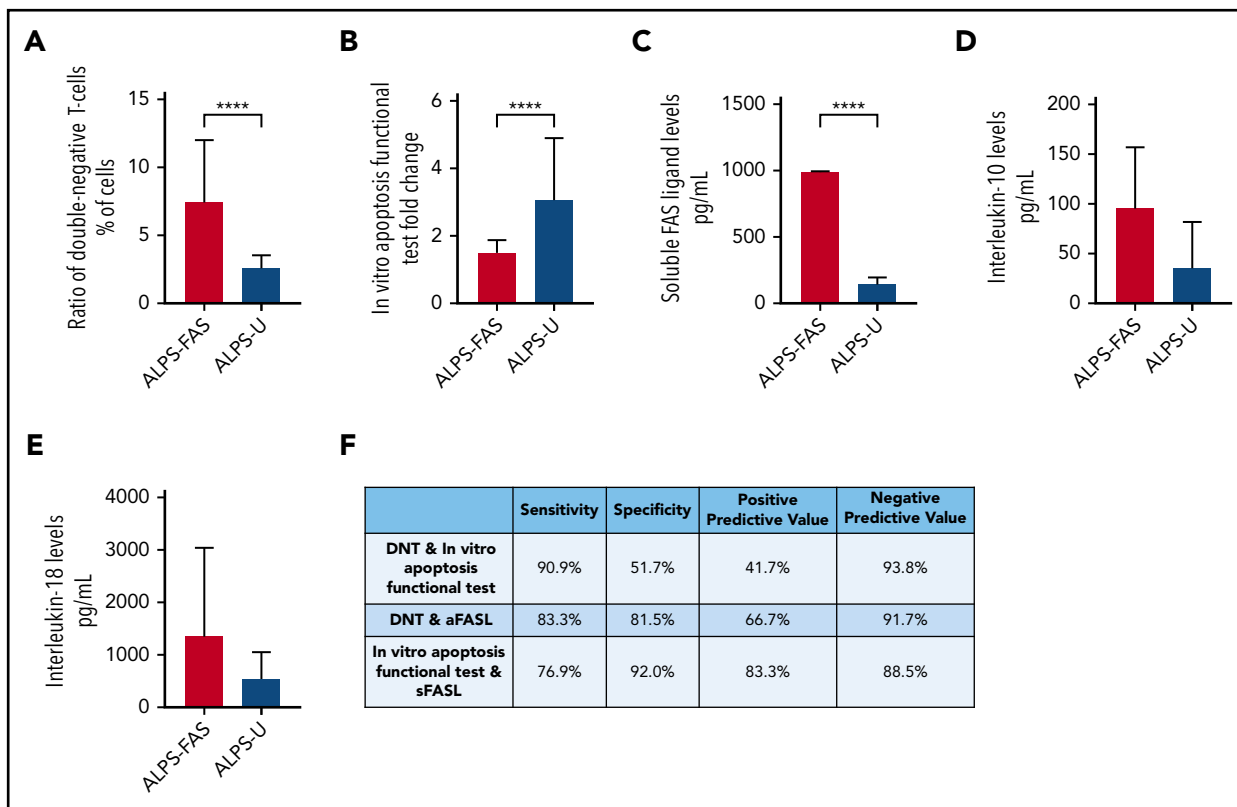 A
Ratio of double-negative T-cells
% of cells
15
10
5
0
****
ALPS-FAS
ALPS-U
B
In vitro apoptosis functional
test fold change
6
4
2
0
****
ALPS-FAS
ALPS-U
C
Soluble FAS ligand levels
pg/mL
1500
1000
500
0
****
ALPS-FAS
ALPS-U
D
Interleukin-10 levels
pg/mL
200
150
100
50
0
ALPS-FAS
ALPS-U
E
Interleukin-18 levels
pg/mL
4000
3000
2000
1000
0
ALPS-FAS
ALPS-U
F
Sensitivity
Specificity
Positive
Predictive Value
Negative
Predictive Value
DNT & In vitro
apoptosis
functional test
90.9%
51.7%
41.7%
93.8%
DNT & aFASL
83.3%
81.5%
66.7%
91.7%
In vitro apoptosis
functional test &
sFASL
76.9%
92.0%
83.3%
88.5%